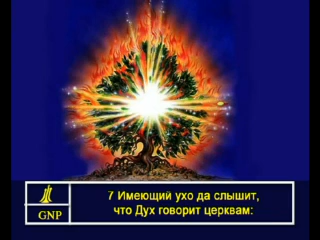 7 Имеющий ухо да слышит,
что Дух говорит церквам:
GNP